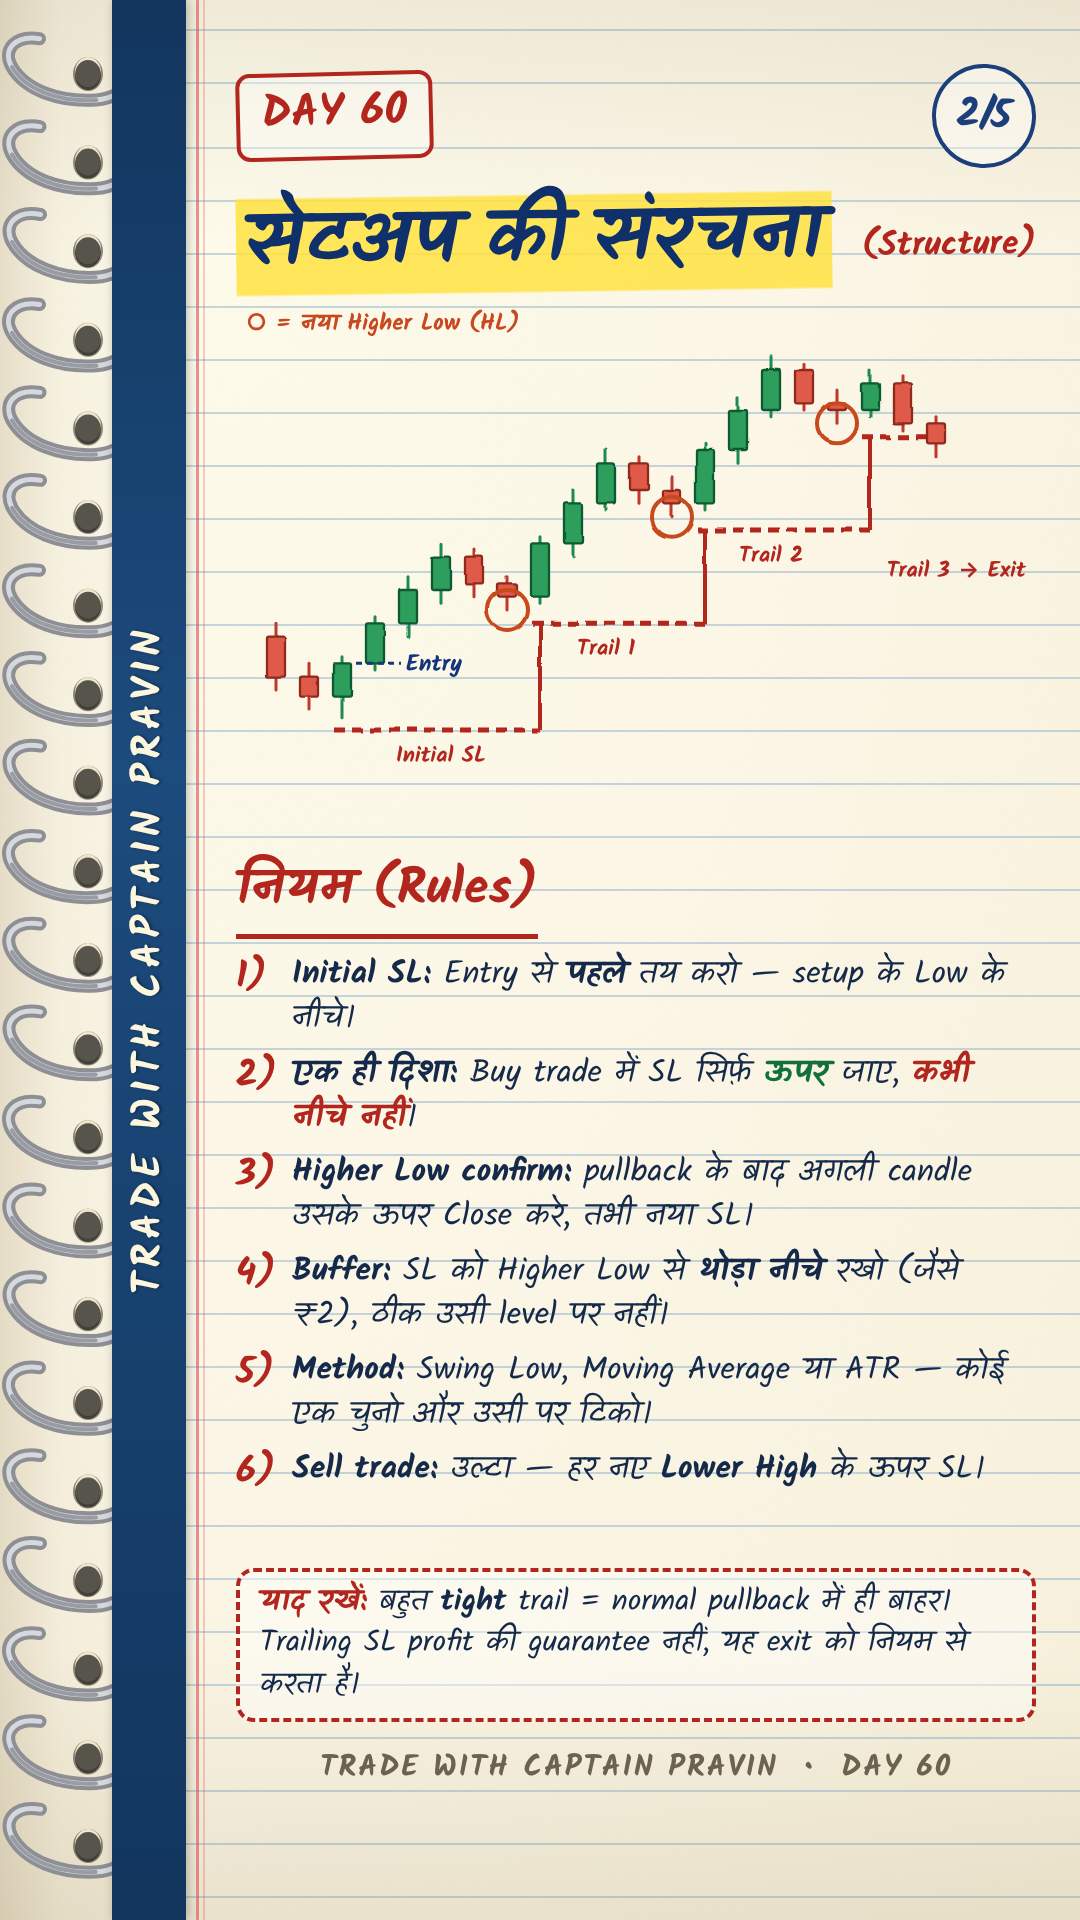 DAY 60
2/5
सेटअप की संरचना (Structure)
= नया Higher Low (HL)
Trail 2
Trail 3 → Exit
Trail 1
Entry
Initial SL
TRADE WITH CAPTAIN PRAVIN
नियम (Rules)
1) Initial SL: Entry से पहले तय करो — setup के Low के
नीचे।
2) एक ही दिशा: Buy trade में SL सिर्फ़ ऊपर जाए, कभी
नीचे नहीं।
3) Higher Low confirm: pullback के बाद अगली candle
उसके ऊपर Close करे, तभी नया SL।
4) Buffer: SL को Higher Low से थोड़ा नीचे रखो (जैसे
₹2), ठीक उसी level पर नहीं।
5) Method: Swing Low, Moving Average या ATR — कोई
एक चुनो और उसी पर टिको।
6) Sell trade: उल्टा — हर नए Lower High के ऊपर SL।
याद रखें: बहुत tight trail = normal pullback में ही बाहर।
Trailing SL profit की guarantee नहीं, यह exit को नियम से
करता है।
TRADE WITH CAPTAIN PRAVIN · DAY 60